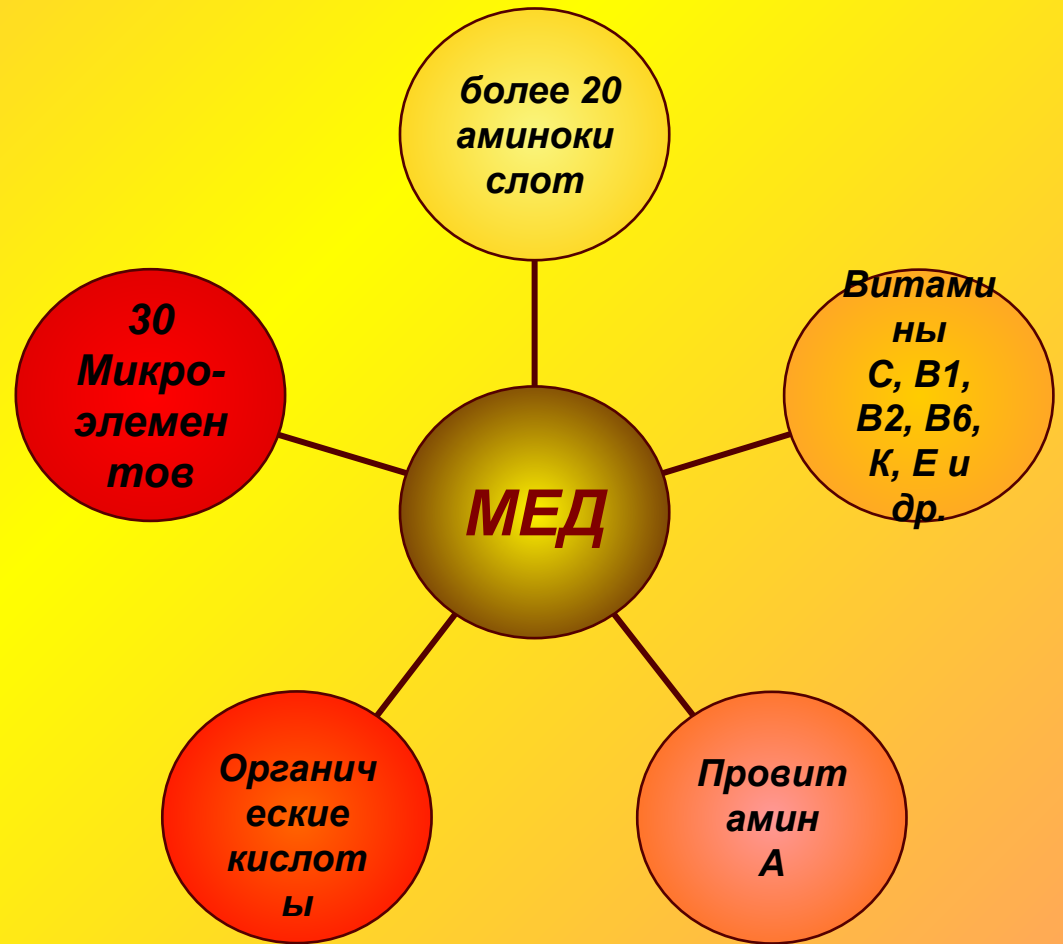 более 20
аминоки
слот
30
Микро-
элемен
тов
Витами
ны
С, В1,
В2, В6,
К, Е и
др.
МЕД
Органич
еские
кислот
ы
Провит
амин
А